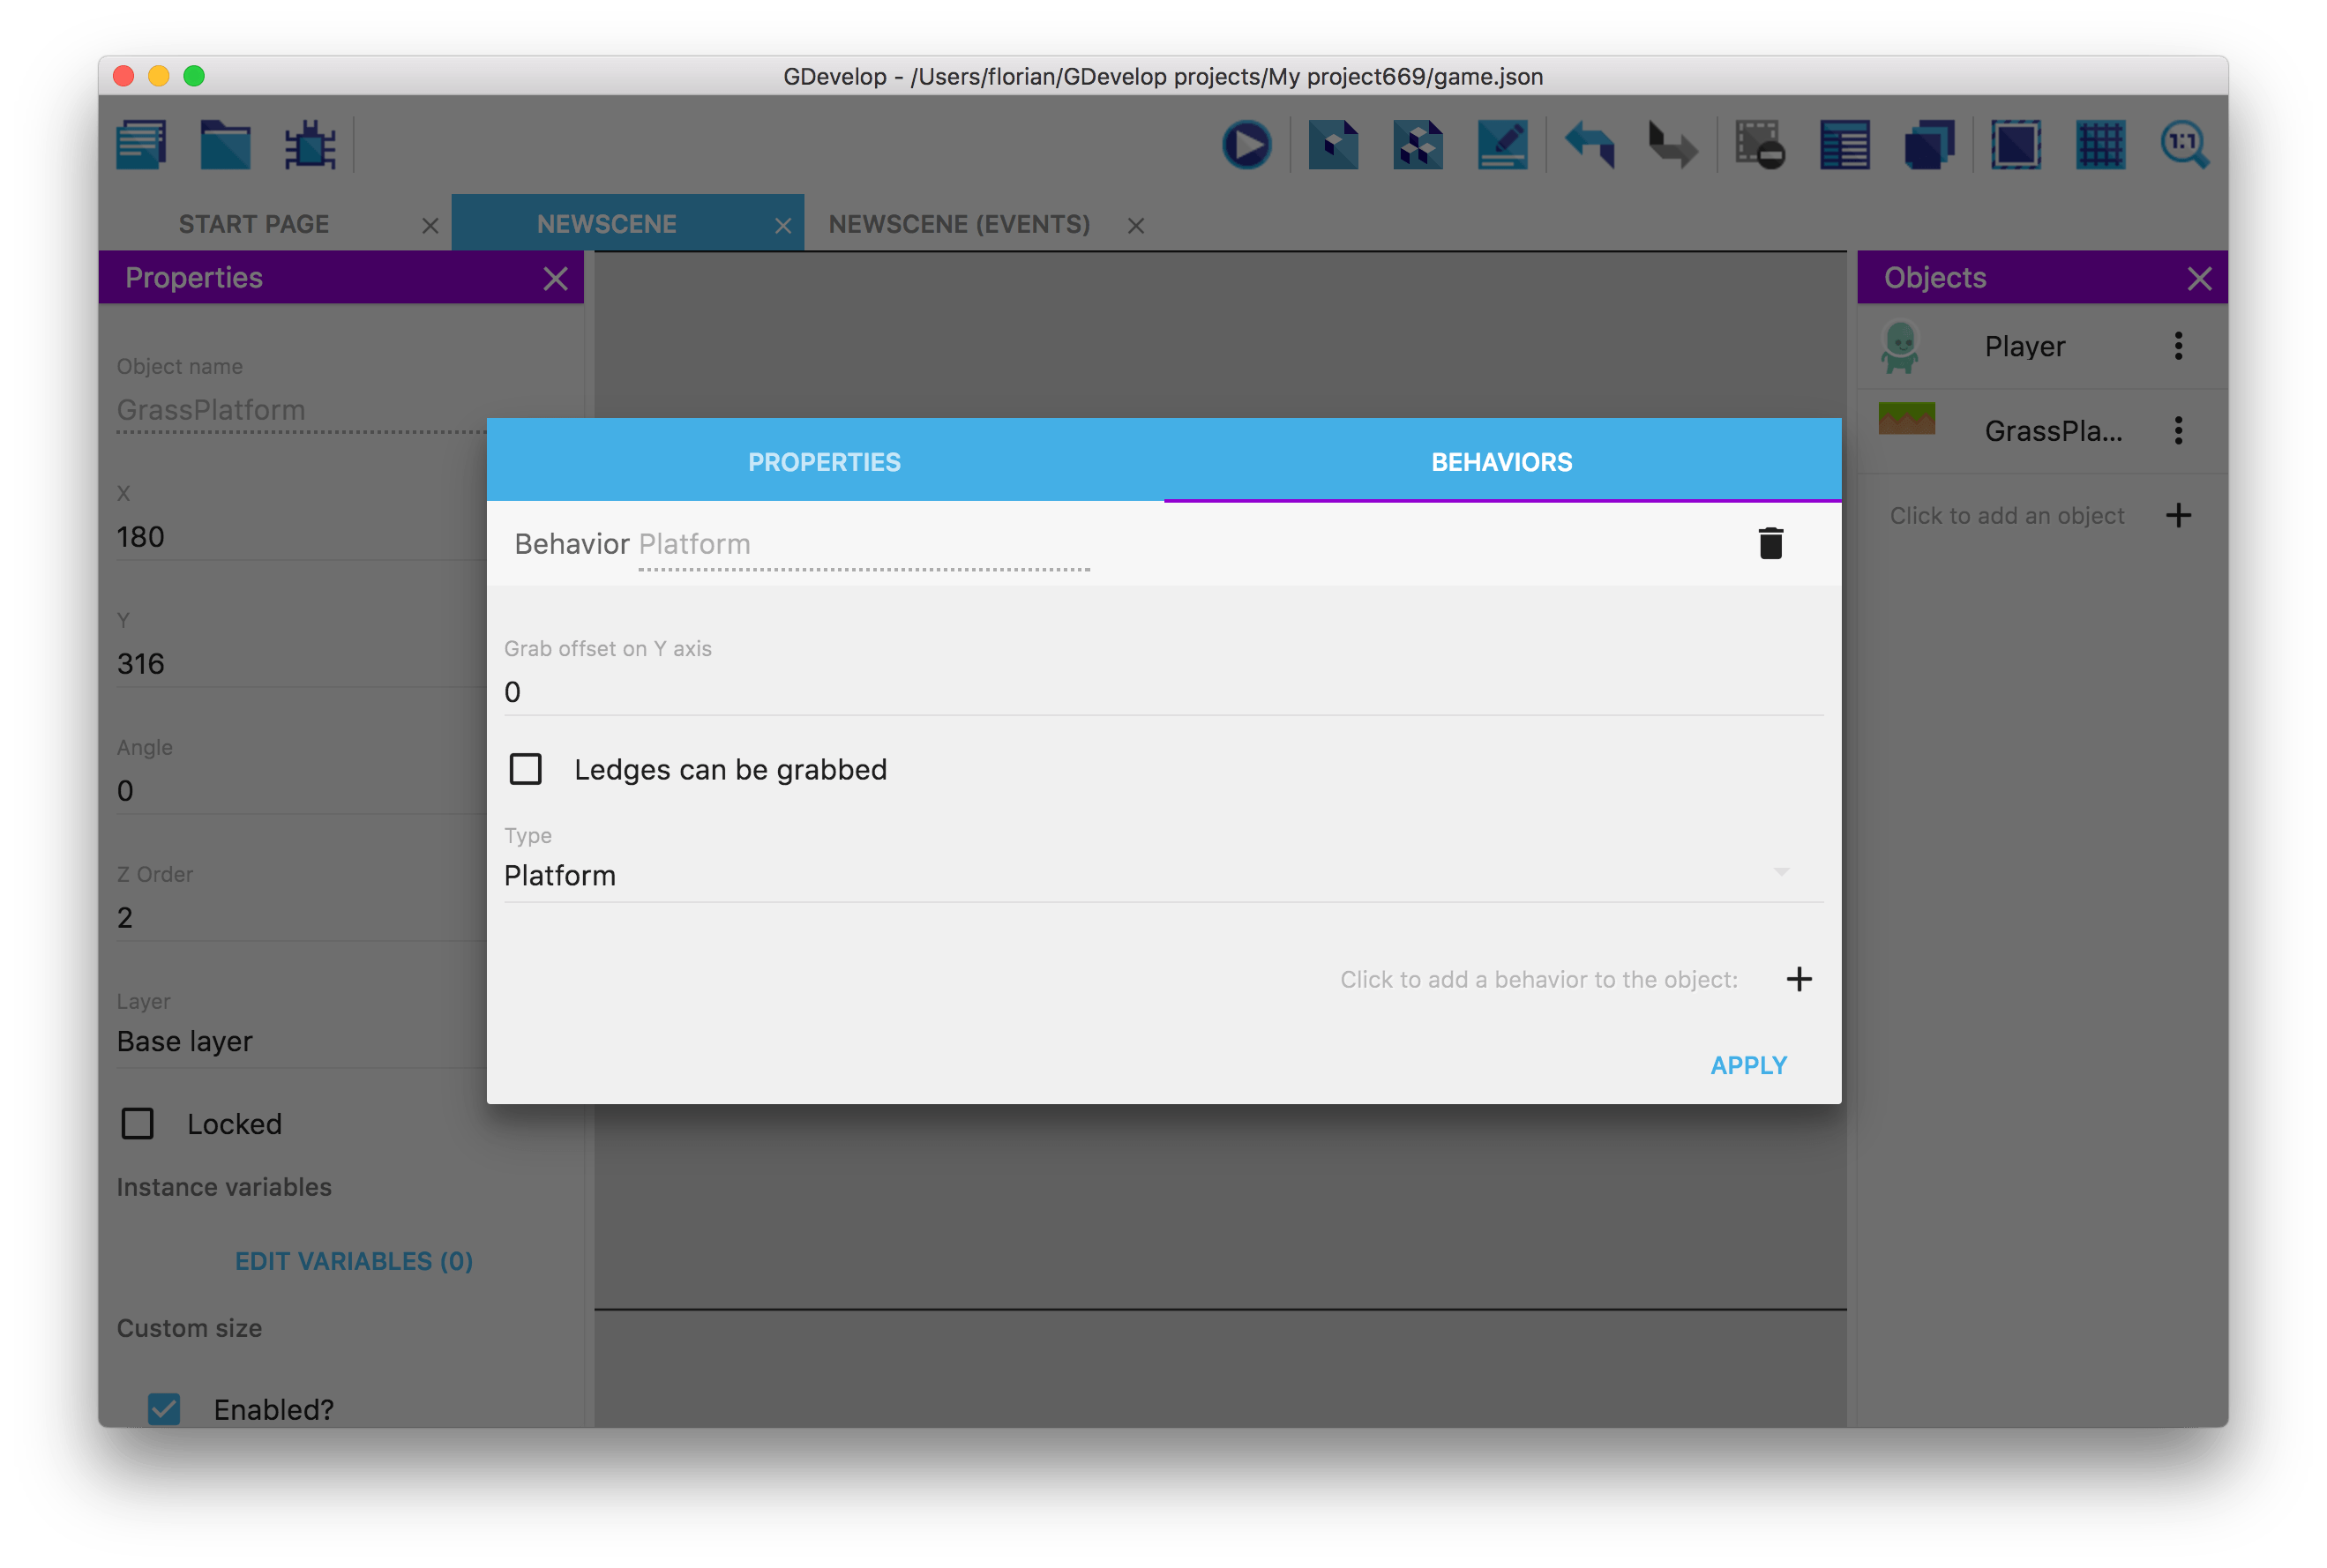 GDevelop - /Users/florian/GDevelop projects/My project669/game.json
1:1
START PAGE
NEWSCENE
NEWSCENE (EVENTS)
Properties
Object name
GrassPlatform
X
180
Y
316
Angle
0
Z Order
2
Layer
Base layer
Locked
Instance variables
EDIT VARIABLES (0)
Custom size
Enabled?
PROPERTIES
BEHAVIORS
Behavior Platform
Grab offset on Y axis
0
Ledges can be grabbed
Type
Platform
Click to add a behavior to the object:
APPLY
Objects
Player
GrassPla...
Click to add an object